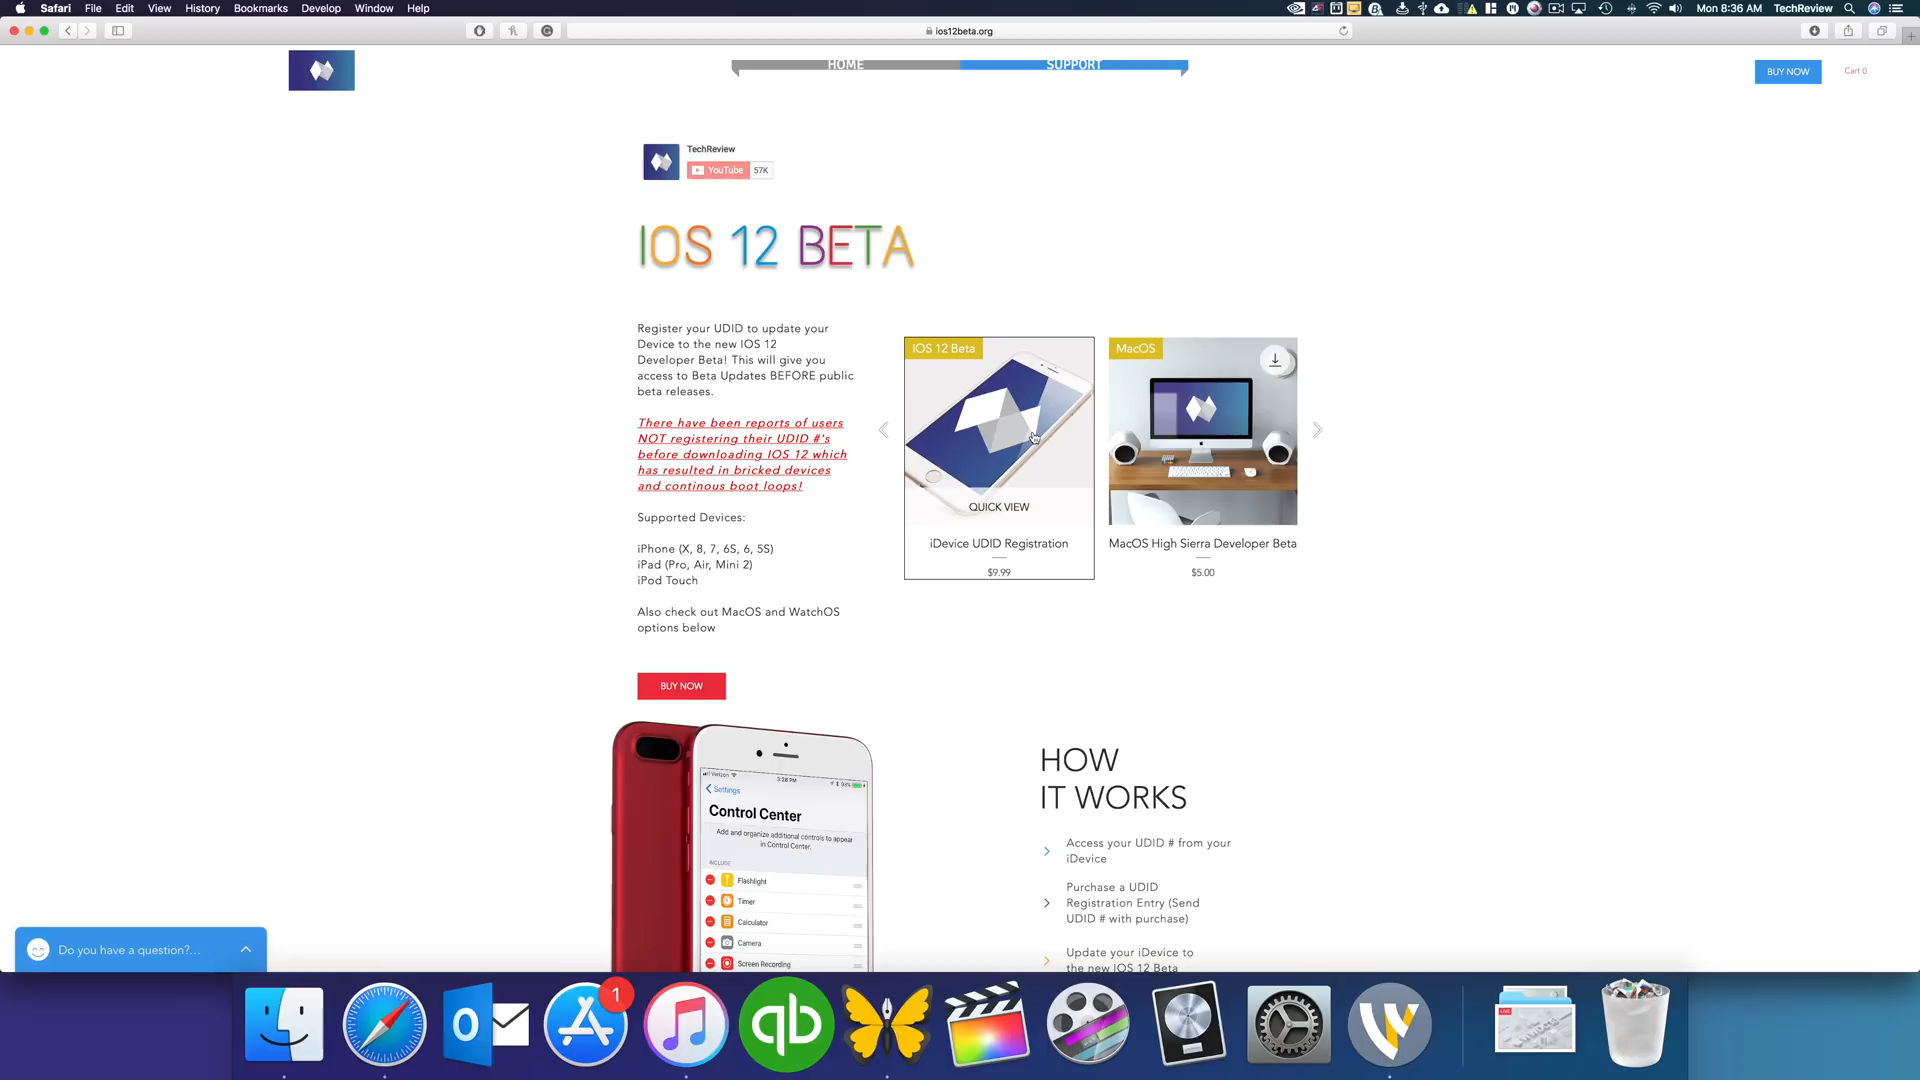 Safari File Edit View History Bookmarks Develop Window Help
Mon 8:36 AM TechReview
ios12beta.org
HOME SUPPORT
BUY NOW
Cart 0
TechReview
YouTube 57K
IOS 12 BETA
Register your UDID to update your
Device to the new IOS 12
Developer Beta! This will give you
access to Beta Updates BEFORE public
beta releases.
There have been reports of users
NOT registering their UDID #'s
before downloading IOS 12 which
has resulted in bricked devices
and continous boot loops!
Supported Devices:
iPhone (X, 8, 7, 6S, 6, 5S)
iPad (Pro, Air, Mini 2)
iPod Touch
Also check out MacOS and WatchOS
options below
BUY NOW
IOS 12 Beta
QUICK VIEW
iDevice UDID Registration
$9.99
MacOS
MacOS High Sierra Developer Beta
$5.00
Verizon 3:38 PM 98%
Settings
Control Center
Add and organize additional controls to appear
in Control Center.
INCLUDE
Flashlight
Timer
Calculator
Camera
Screen Recording
HOW
IT WORKS
Access your UDID # from your
iDevice
Purchase a UDID
Registration Entry (Send
UDID # with purchase)
Update your iDevice to
the new IOS 12 Beta
Do you have a question?...
1
qb
LIVE